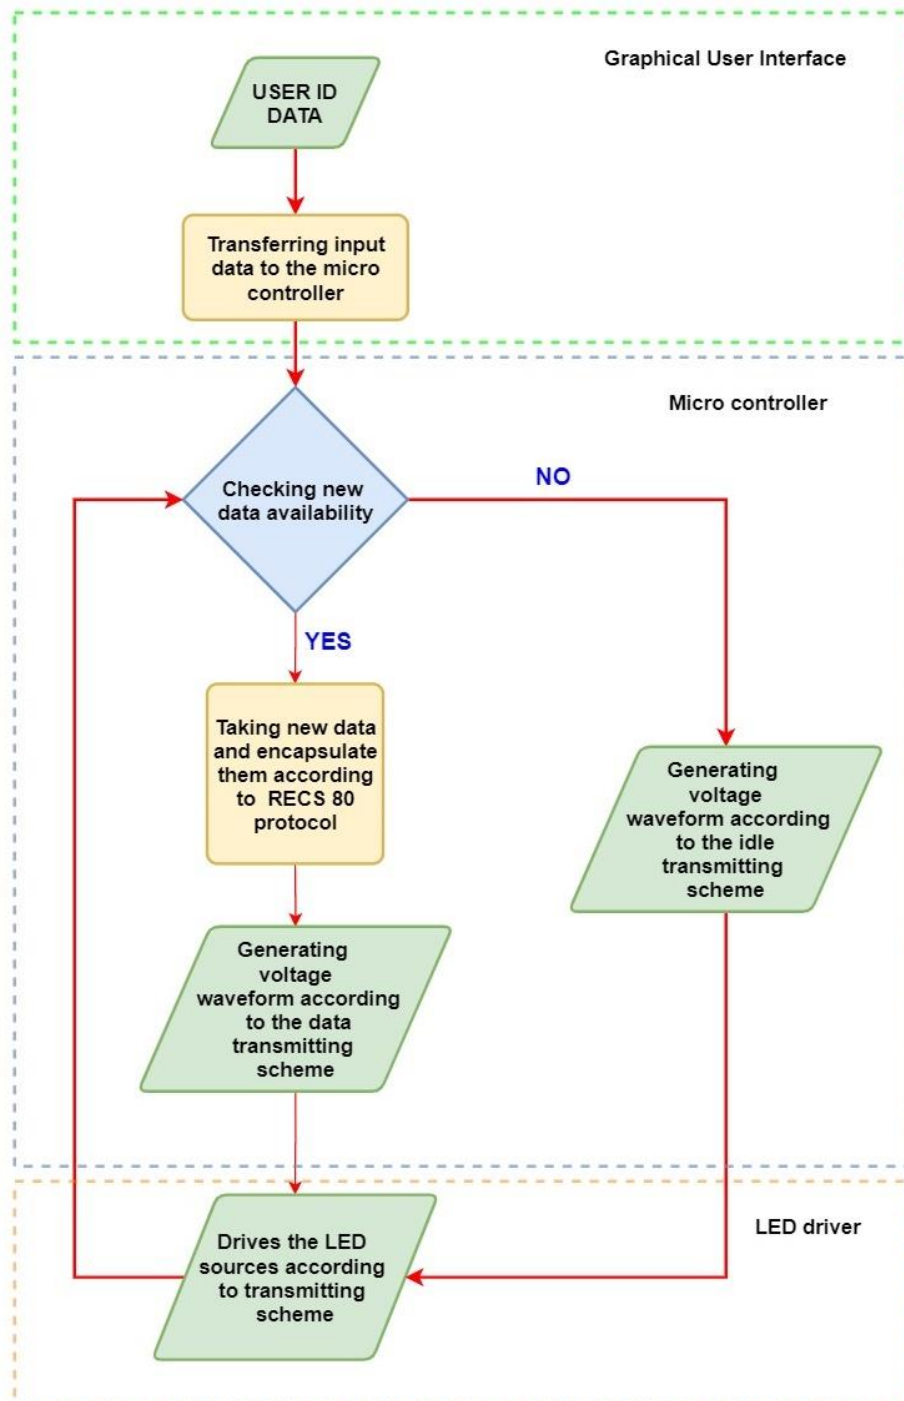 Graphical User Interface
USER ID
DATA
Transferring input
data to the micro
controller
Micro controller
Checking new
data availability
NO
YES
Taking new data
and encapsulate
them according
to RECS 80
protocol
Generating
voltage
waveform according
to the idle
transmitting
scheme
Generating
voltage
waveform according
to the data
transmitting
scheme
LED driver
Drives the LED
sources according
to transmitting
scheme